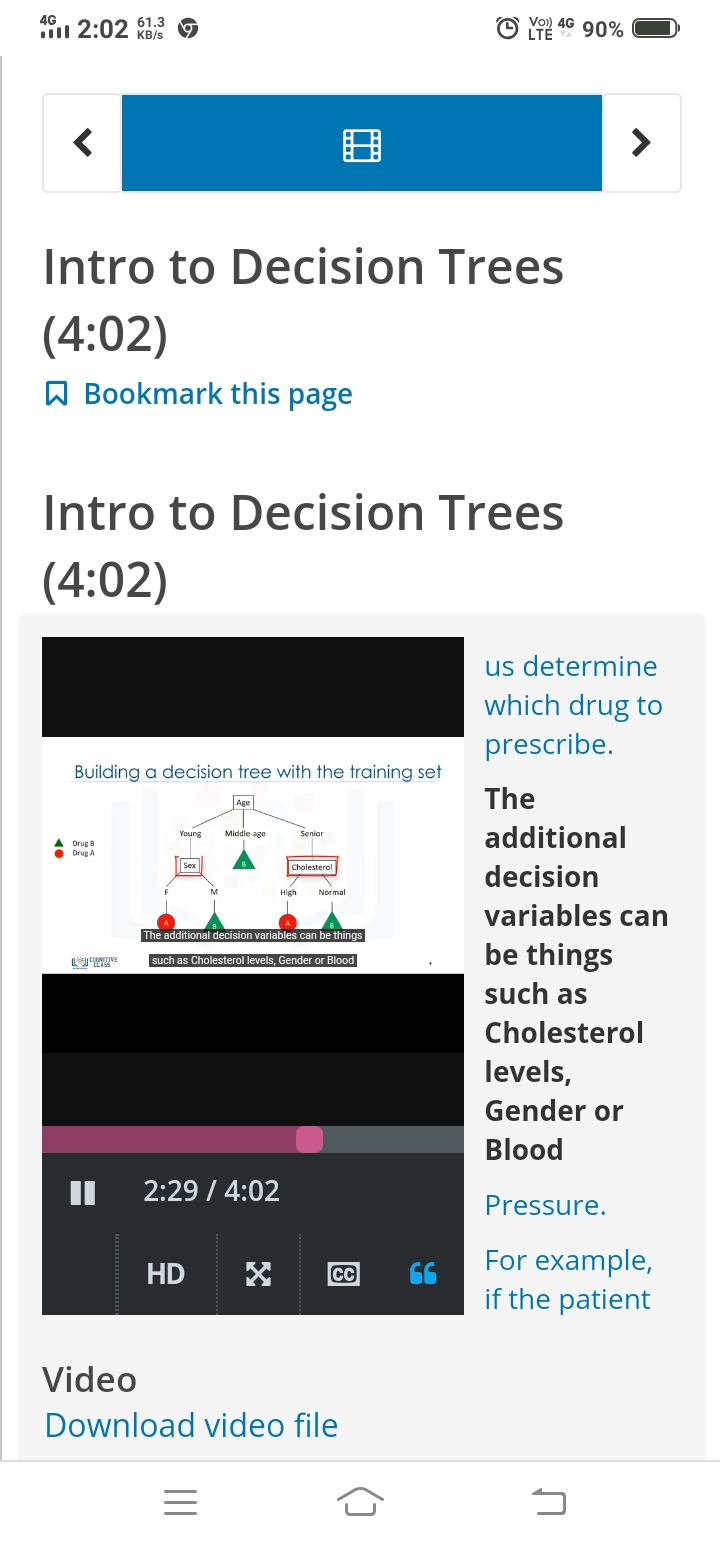 4G 2:02 61.3 KB/s Vo)) LTE 4G 90%
Intro to Decision Trees
(4:02)
Bookmark this page
Intro to Decision Trees
(4:02)
Building a decision tree with the training set
Age
Young Middle-age Senior
Drug B
Drug A
Sex B Cholesterol
F M High Normal
A B A B
The additional decision variables can be things
such as Cholesterol levels, Gender or Blood
COGNITIVE
CLASS
2:29 / 4:02
HD
CC
us determine
which drug to
prescribe.
The
additional
decision
variables can
be things
such as
Cholesterol
levels,
Gender or
Blood
Pressure.
For example,
if the patient
Video
Download video file